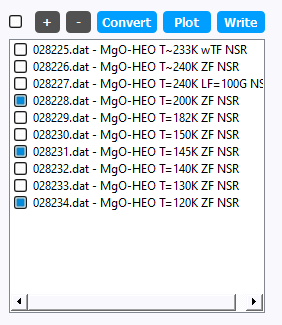 + - Convert Plot Write
028225.dat - MgO-HEO T~233K wTF NSR
028226.dat - MgO-HEO T~240K ZF NSR
028227.dat - MgO-HEO T~240K LF=100G NS
028228.dat - MgO-HEO T=200K ZF NSR
028229.dat - MgO-HEO T=182K ZF NSR
028230.dat - MgO-HEO T=150K ZF NSR
028231.dat - MgO-HEO T=145K ZF NSR
028232.dat - MgO-HEO T=140K ZF NSR
028233.dat - MgO-HEO T=130K ZF NSR
028234.dat - MgO-HEO T=120K ZF NSR